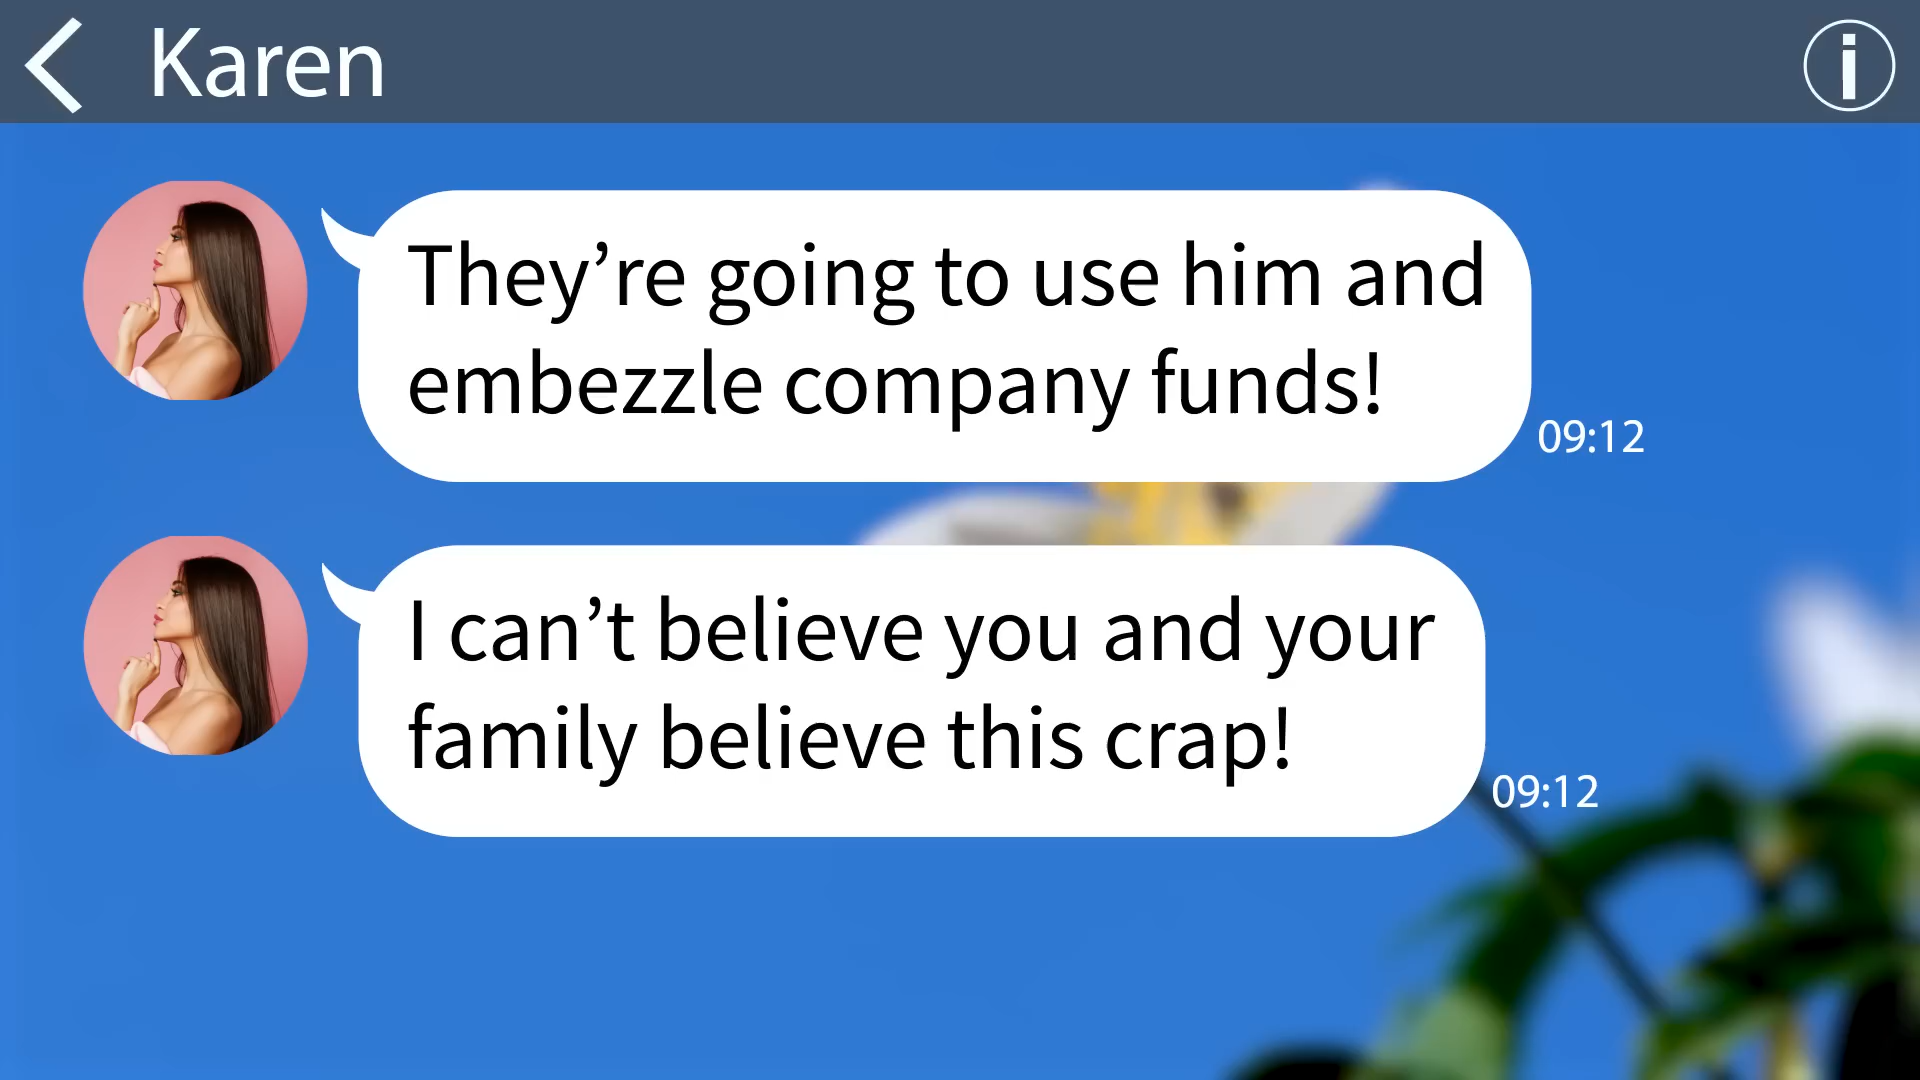 Karen
They’re going to use him and
embezzle company funds!
09:12
I can’t believe you and your
family believe this crap!
09:12